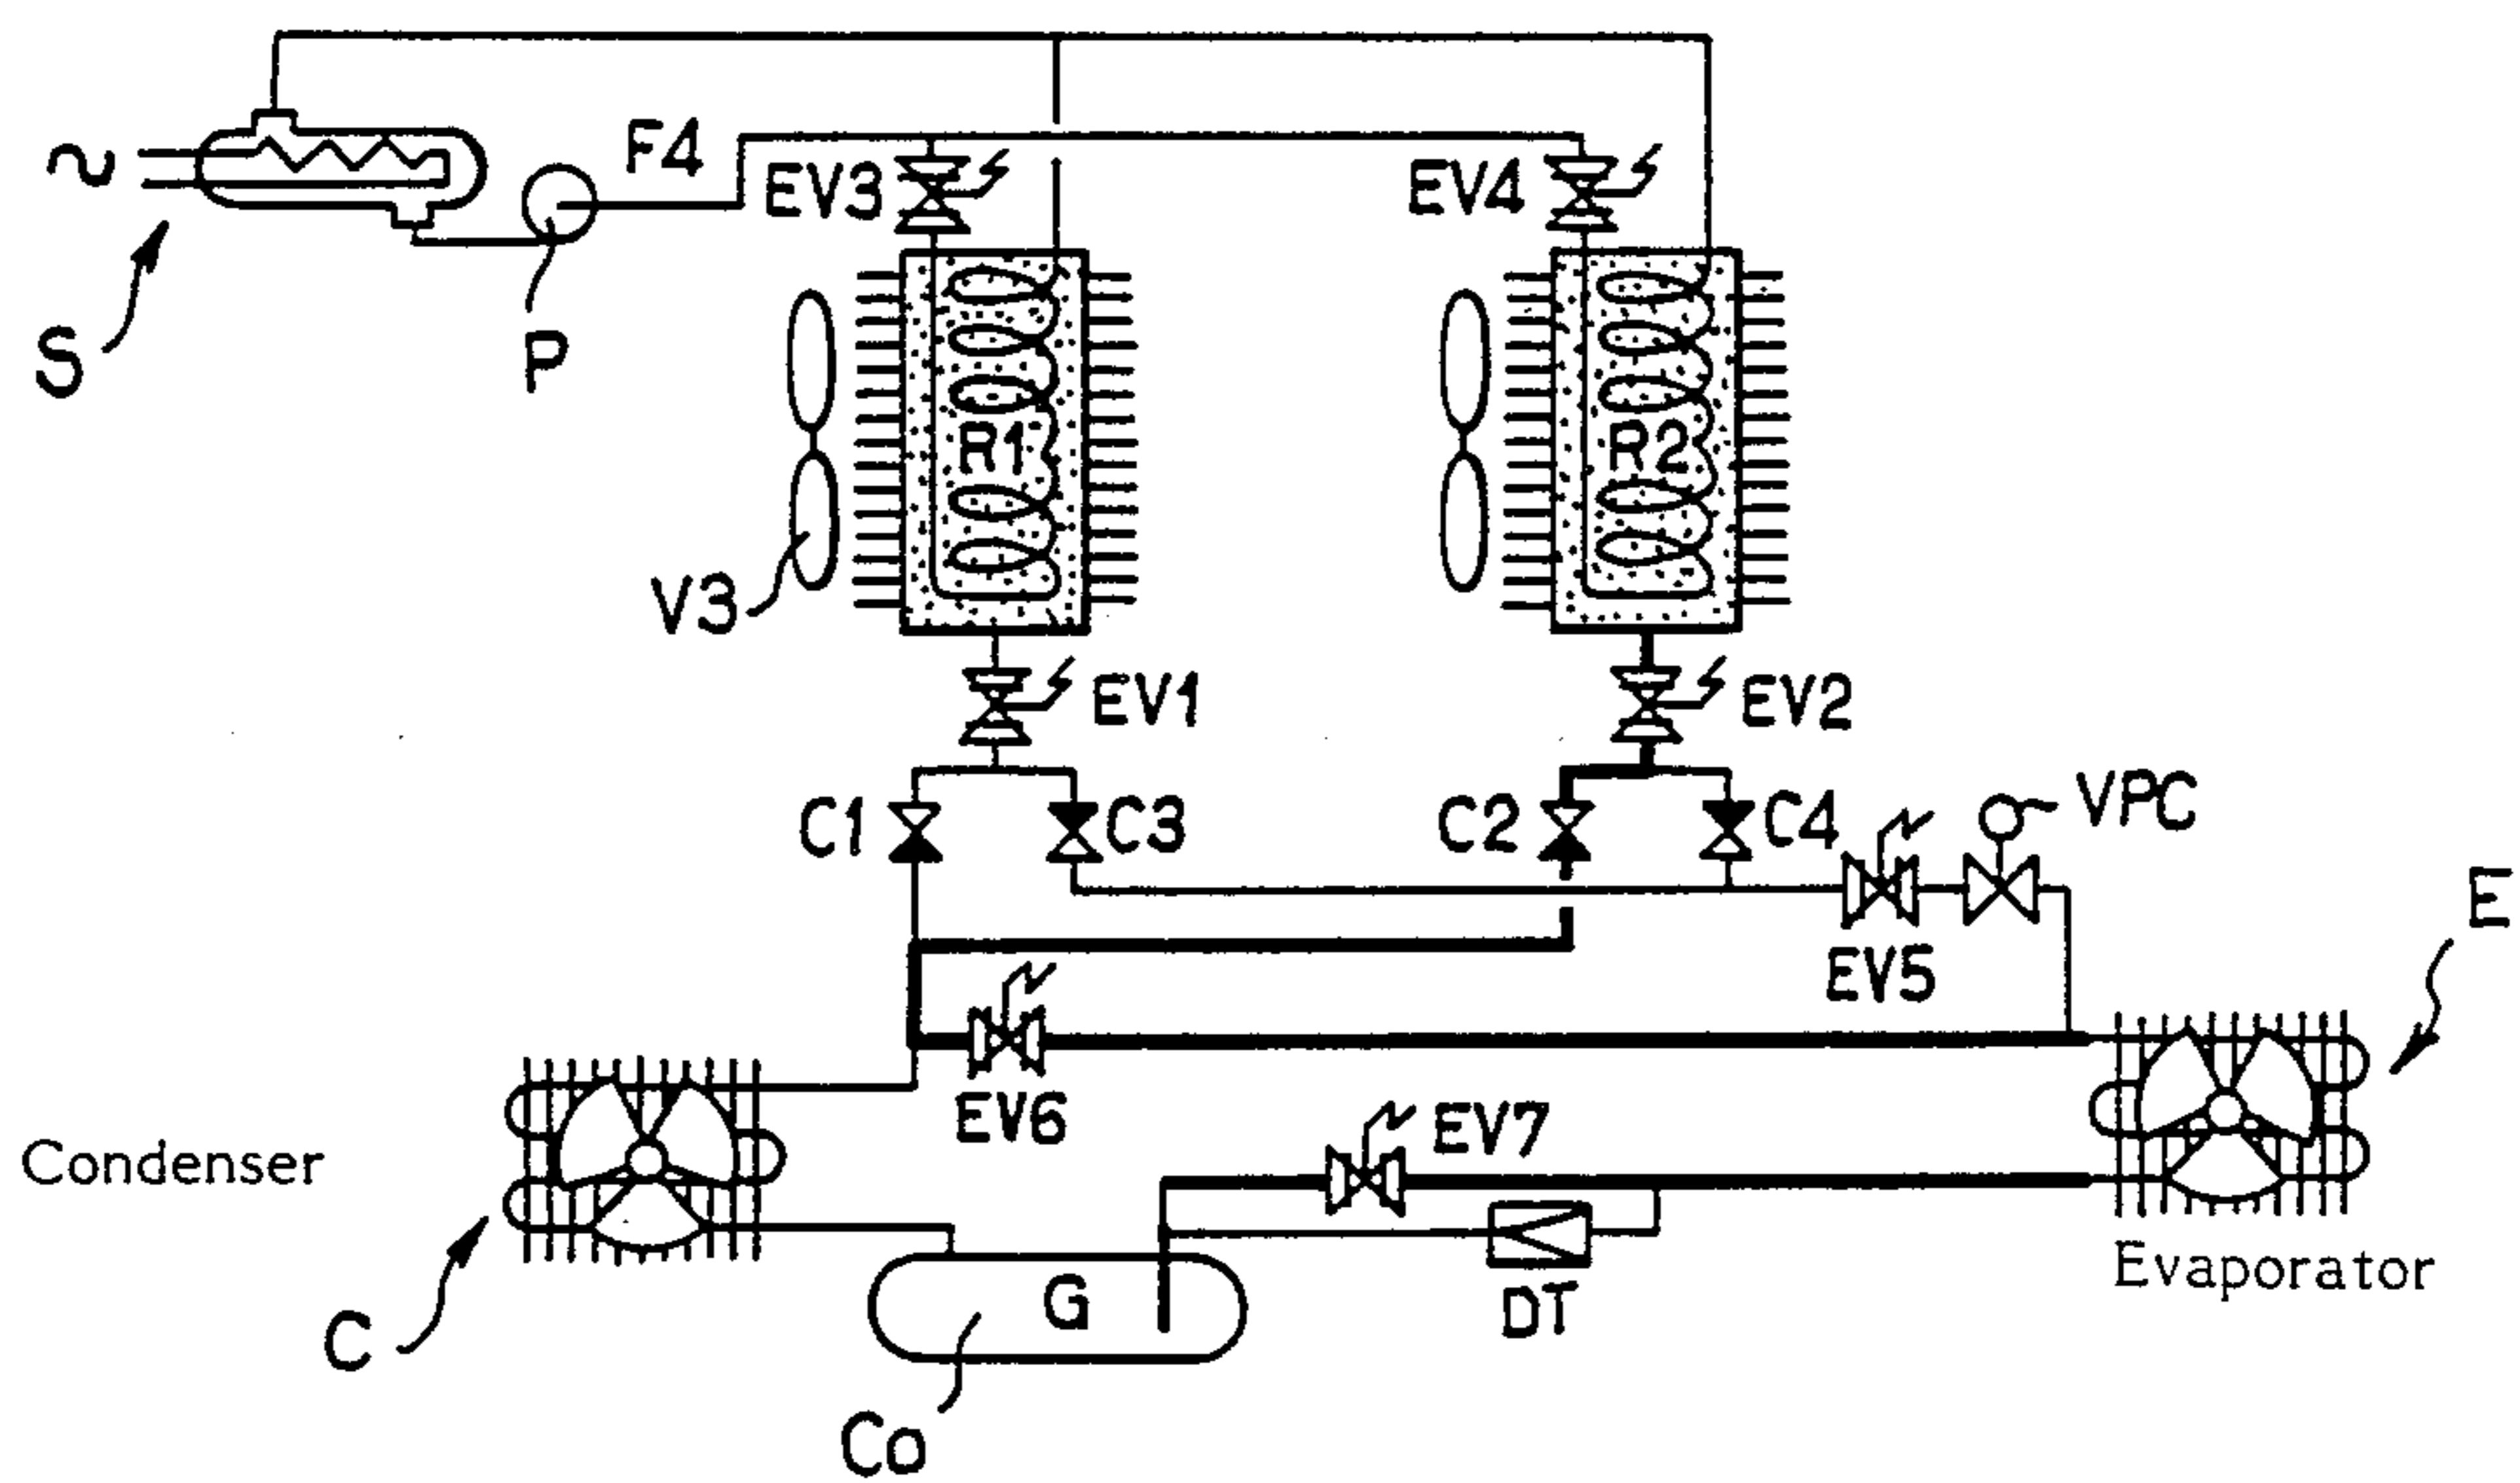 F4
EV3
EV4
S
P
R1
R2
V3
EV1
EV2
C1
C3
C2
C4
VPC
E
EV5
EV6
EV7
Condenser
Evaporator
G
DT
C
Co